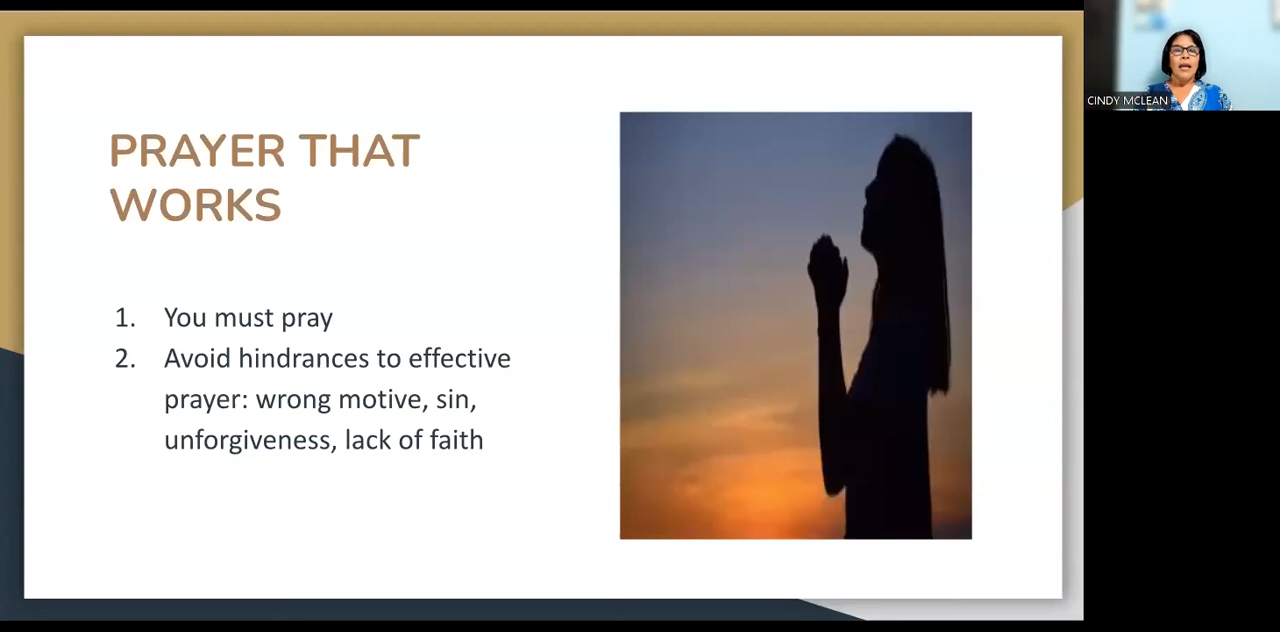 PRAYER THAT
WORKS
1. You must pray
2. Avoid hindrances to effective
prayer: wrong motive, sin,
unforgiveness, lack of faith
CINDY MCLEAN